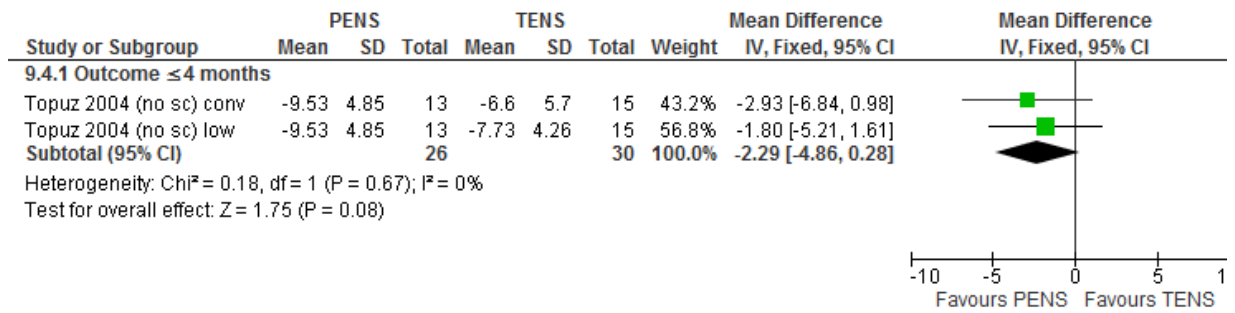 PENS TENS Mean Difference Mean Difference
Study or Subgroup Mean SD Total Mean SD Total Weight IV, Fixed, 95% CI IV, Fixed, 95% CI
9.4.1 Outcome ≤4 months
Topuz 2004 (no sc) conv -9.53 4.85 13 -6.6 5.7 15 43.2% -2.93 [-6.84, 0.98]
Topuz 2004 (no sc) low -9.53 4.85 13 -7.73 4.26 15 56.8% -1.80 [-5.21, 1.61]
Subtotal (95% CI) 26 30 100.0% -2.29 [-4.86, 0.28]
Heterogeneity: Chi² = 0.18, df = 1 (P = 0.67); I² = 0%
Test for overall effect: Z = 1.75 (P = 0.08)
-10 -5 0 5 1
Favours PENS Favours TENS